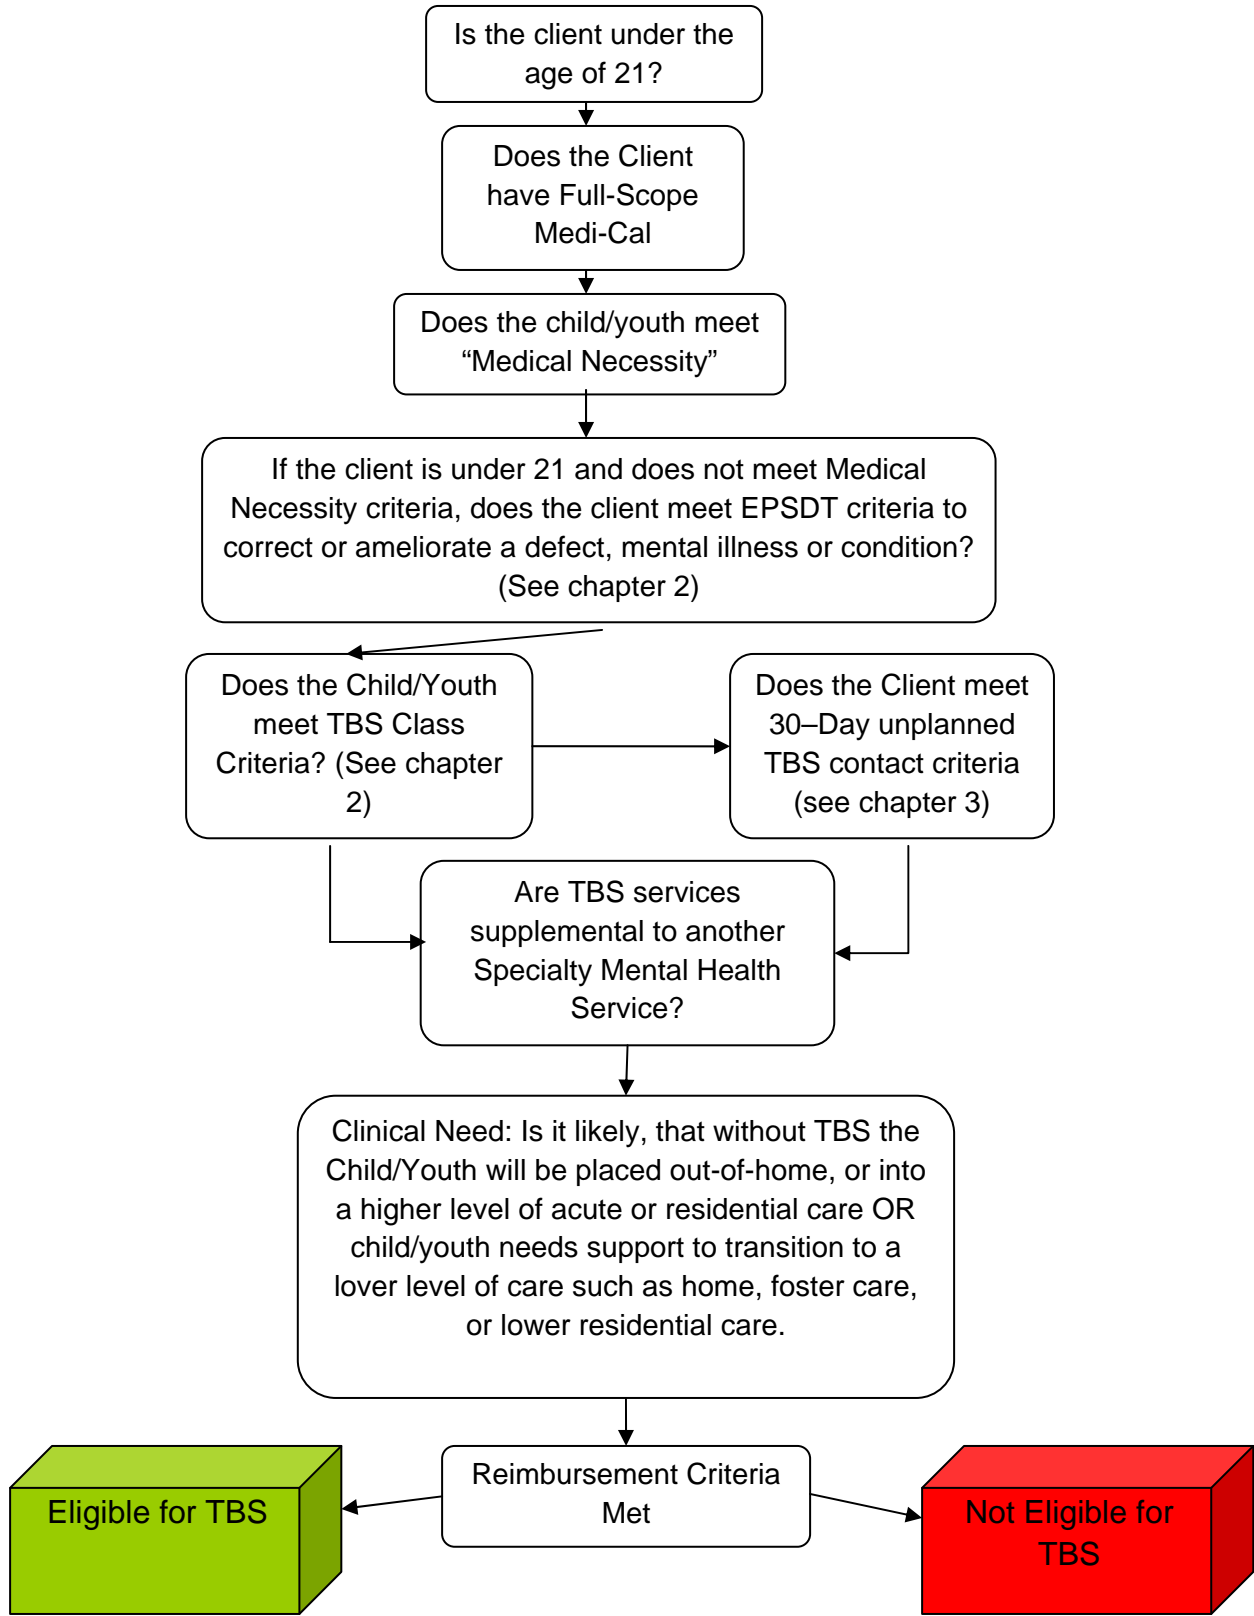 Is the client under the
age of 21?
Does the Client
have Full-Scope
Medi-Cal
Does the child/youth meet
“Medical Necessity”
If the client is under 21 and does not meet Medical
Necessity criteria, does the client meet EPSDT criteria to
correct or ameliorate a defect, mental illness or condition?
(See chapter 2)
Does the Child/Youth
meet TBS Class
Criteria? (See chapter
2)
Does the Client meet
30–Day unplanned
TBS contact criteria
(see chapter 3)
Are TBS services
supplemental to another
Specialty Mental Health
Service?
Clinical Need: Is it likely, that without TBS the
Child/Youth will be placed out-of-home, or into
a higher level of acute or residential care OR
child/youth needs support to transition to a
lover level of care such as home, foster care,
or lower residential care.
Eligible for TBS
Reimbursement Criteria
Met
Not Eligible for
TBS